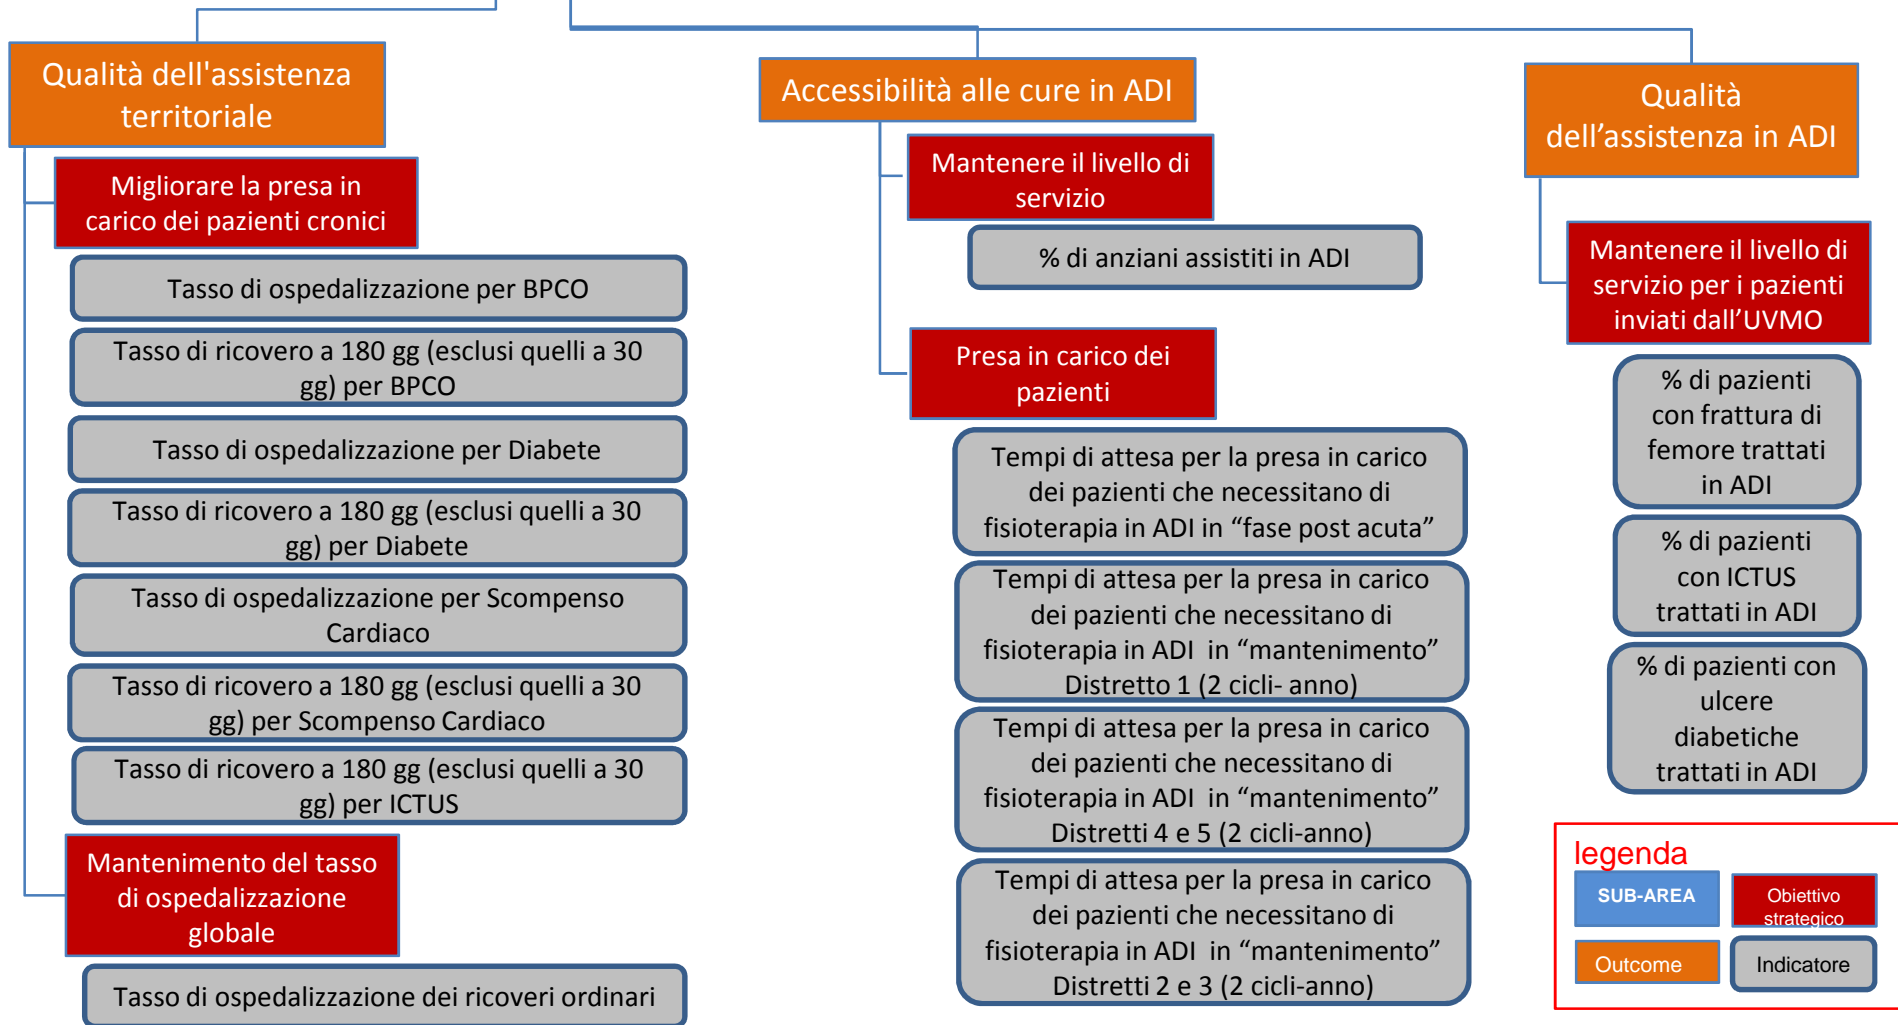 Qualità dell'assistenza
territoriale
Migliorare la presa in
carico dei pazienti cronici
Tasso di ospedalizzazione per BPCO
Tasso di ricovero a 180 gg (esclusi quelli a 30
gg) per BPCO
Tasso di ospedalizzazione per Diabete
Tasso di ricovero a 180 gg (esclusi quelli a 30
gg) per Diabete
Tasso di ospedalizzazione per Scompenso
Cardiaco
Tasso di ricovero a 180 gg (esclusi quelli a 30
gg) per Scompenso Cardiaco
Tasso di ricovero a 180 gg (esclusi quelli a 30
gg) per ICTUS
Mantenimento del tasso
di ospedalizzazione
globale
Tasso di ospedalizzazione dei ricoveri ordinari
Accessibilità alle cure in ADI
Mantenere il livello di
servizio
% di anziani assistiti in ADI
Presa in carico dei
pazienti
Tempi di attesa per la presa in carico
dei pazienti che necessitano di
fisioterapia in ADI in “fase post acuta”
Tempi di attesa per la presa in carico
dei pazienti che necessitano di
fisioterapia in ADI  in “mantenimento”
Distretto 1 (2 cicli- anno)
Tempi di attesa per la presa in carico
dei pazienti che necessitano di
fisioterapia in ADI  in “mantenimento”
Distretti 4 e 5 (2 cicli-anno)
Tempi di attesa per la presa in carico
dei pazienti che necessitano di
fisioterapia in ADI  in “mantenimento”
Distretti 2 e 3 (2 cicli-anno)
Qualità
dell’assistenza in ADI
Mantenere il livello di
servizio per i pazienti
inviati dall’UVMO
% di pazienti
con frattura di
femore trattati
in ADI
% di pazienti
con ICTUS
trattati in ADI
% di pazienti con
ulcere
diabetiche
trattati in ADI
legenda
SUB-AREA
Obiettivo
strategico
Outcome
Indicatore